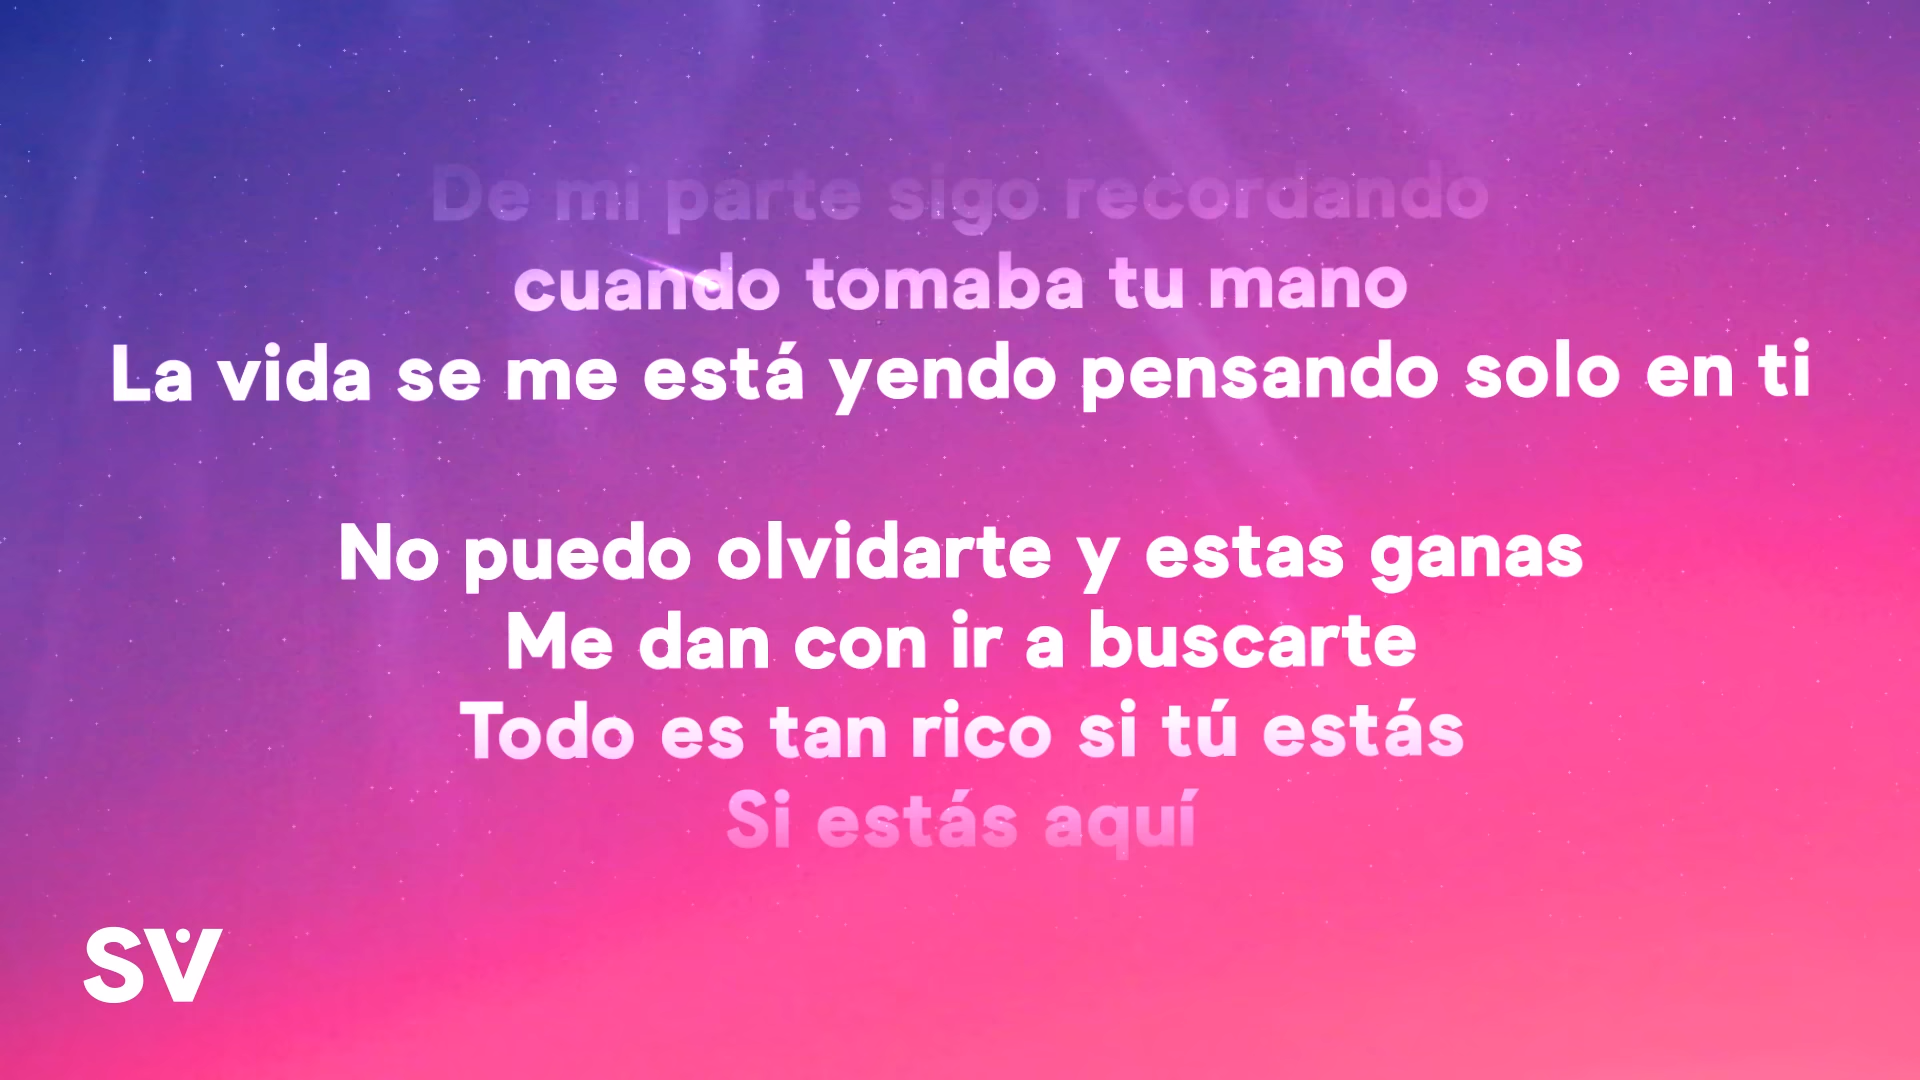 De mi parte sigo recordando
cuando tomaba tu mano
La vida se me está yendo pensando solo en ti
No puedo olvidarte y estas ganas
Me dan con ir a buscarte
Todo es tan rico si tú estás
Si estás aquí
SV